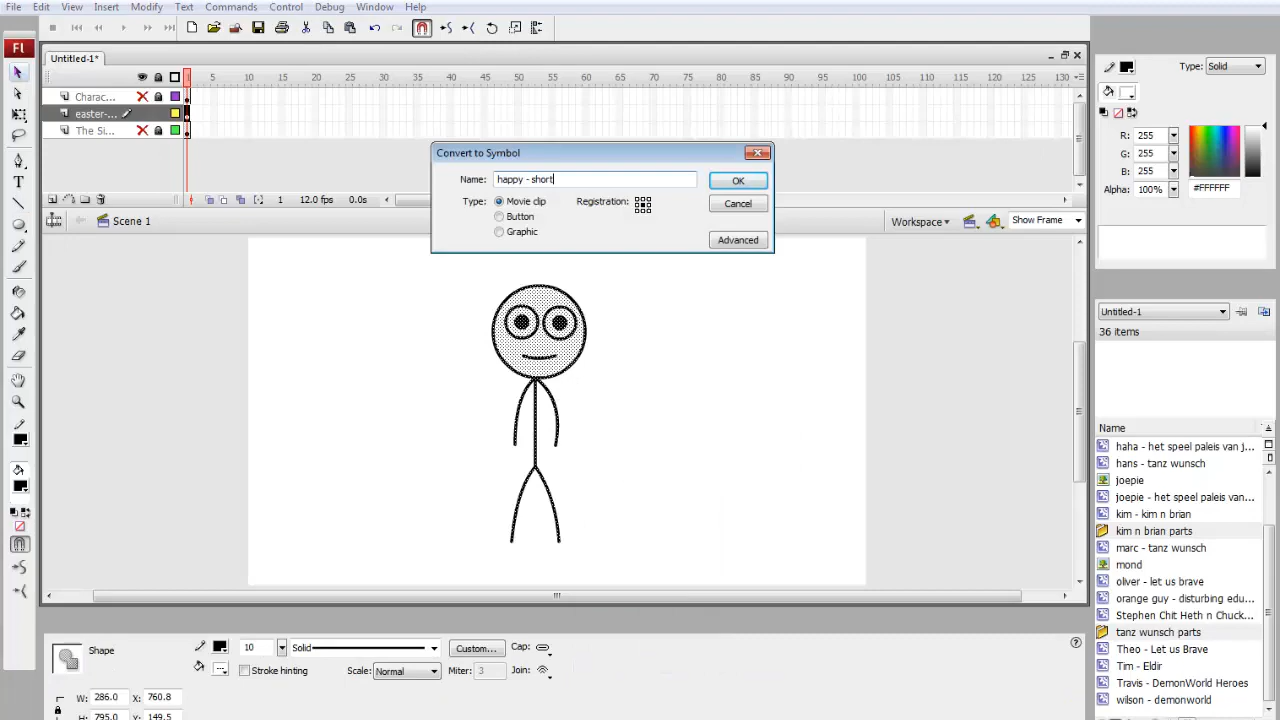 File Edit View Insert Modify Text Commands Control Debug Window Help
Fl
Untitled-1*
5 10 15 20 25 30 35 40 45 50 55 60 65 70 75 80 85 90 95 100 105 110 115 120 125 130
Charac...
easter-...
The Si...
1 12.0 fps 0.0s
Scene 1
Workspace
Show Frame
Convert to Symbol
Name: happy - short
OK
Type: Movie clip
Registration:
Cancel
Button
Graphic
Advanced
Type: Solid
R: 255
G: 255
B: 255
Alpha: 100%
#FFFFFF
Untitled-1
36 items
Name
haha - het speel paleis van j...
hans - tanz wunsch
joepie
joepie - het speel paleis van...
kim - kim n brian
kim n brian parts
marc - tanz wunsch
mond
oliver - let us brave
orange guy - disturbing edu...
Stephen Chit Heth n Chuck...
tanz wunsch parts
Theo - Let us Brave
Tim - Eldir
Travis - DemonWorld Heroes
wilson - demonworld
Shape
10
Solid
Custom...
Cap:
Stroke hinting
Scale: Normal
Miter: 3
Join:
W: 286.0 X: 760.8
H: 795.0 Y: 149.5